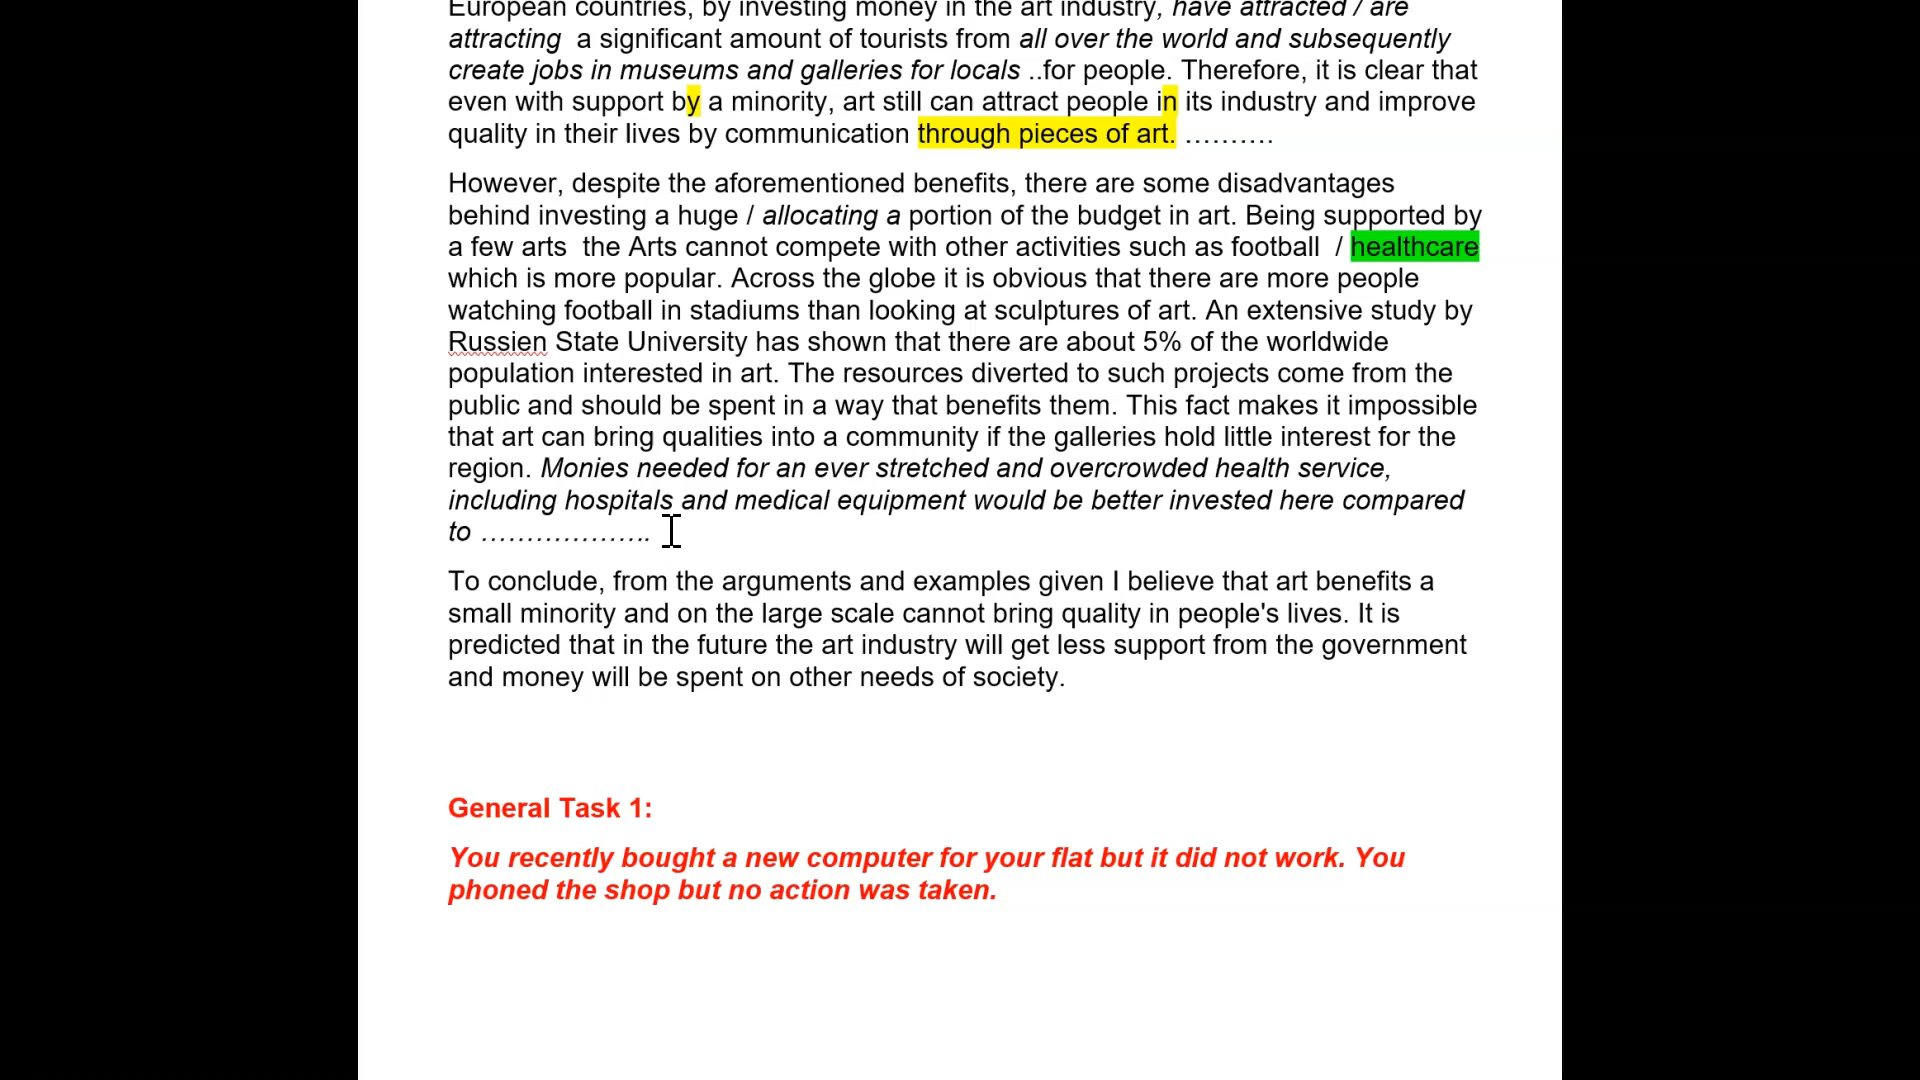 European countries, by investing money in the art industry, have attracted / are
attracting  a significant amount of tourists from all over the world and subsequently
create jobs in museums and galleries for locals ..for people. Therefore, it is clear that
even with support by a minority, art still can attract people in its industry and improve
quality in their lives by communication through pieces of art. ……….
However, despite the aforementioned benefits, there are some disadvantages
behind investing a huge / allocating a portion of the budget in art. Being supported by
a few arts  the Arts cannot compete with other activities such as football  / healthcare
which is more popular. Across the globe it is obvious that there are more people
watching football in stadiums than looking at sculptures of art. An extensive study by
Russien State University has shown that there are about 5% of the worldwide
population interested in art. The resources diverted to such projects come from the
public and should be spent in a way that benefits them. This fact makes it impossible
that art can bring qualities into a community if the galleries hold little interest for the
region. Monies needed for an ever stretched and overcrowded health service,
including hospitals and medical equipment would be better invested here compared
to ………………..
To conclude, from the arguments and examples given I believe that art benefits a
small minority and on the large scale cannot bring quality in people's lives. It is
predicted that in the future the art industry will get less support from the government
and money will be spent on other needs of society.
General Task 1:
You recently bought a new computer for your flat but it did not work. You
phoned the shop but no action was taken.